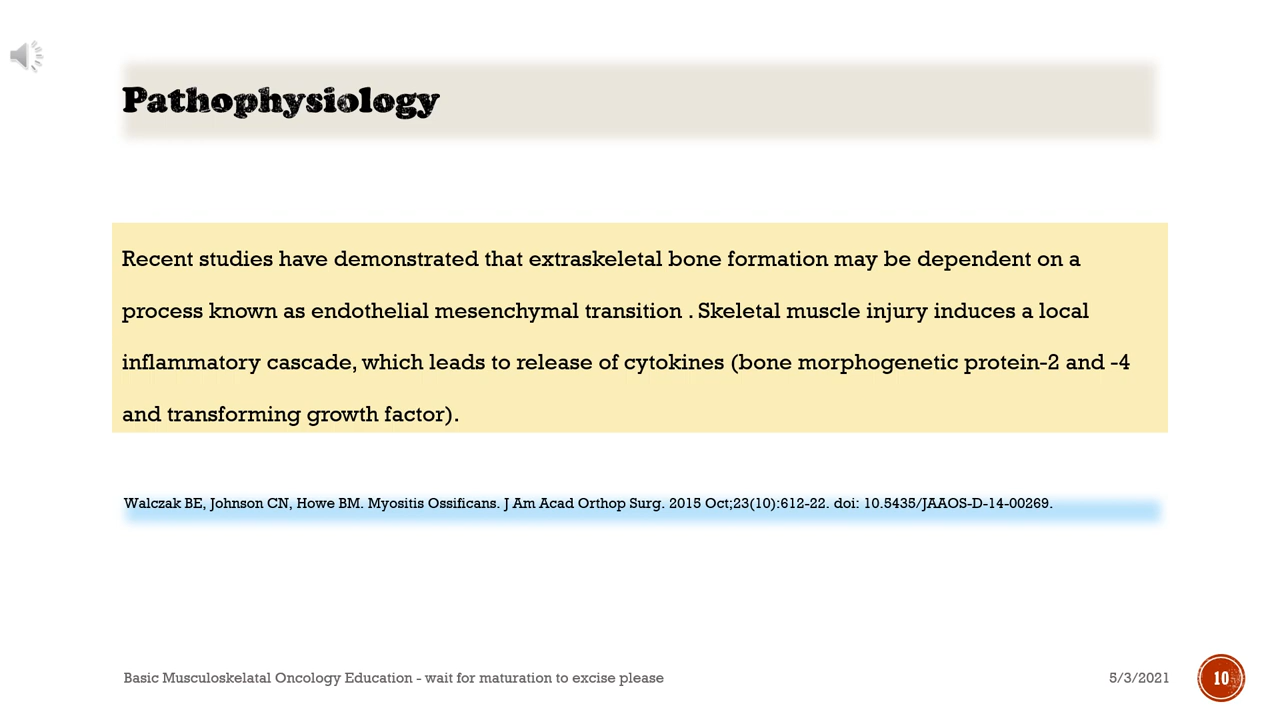 Pathophysiology
Recent studies have demonstrated that extraskeletal bone formation may be dependent on a
process known as endothelial mesenchymal transition . Skeletal muscle injury induces a local
inflammatory cascade, which leads to release of cytokines (bone morphogenetic protein-2 and -4
and transforming growth factor).
Walczak BE, Johnson CN, Howe BM. Myositis Ossificans. J Am Acad Orthop Surg. 2015 Oct;23(10):612-22. doi: 10.5435/JAAOS-D-14-00269.
Basic Musculoskelatal Oncology Education - wait for maturation to excise please
5/3/2021
10